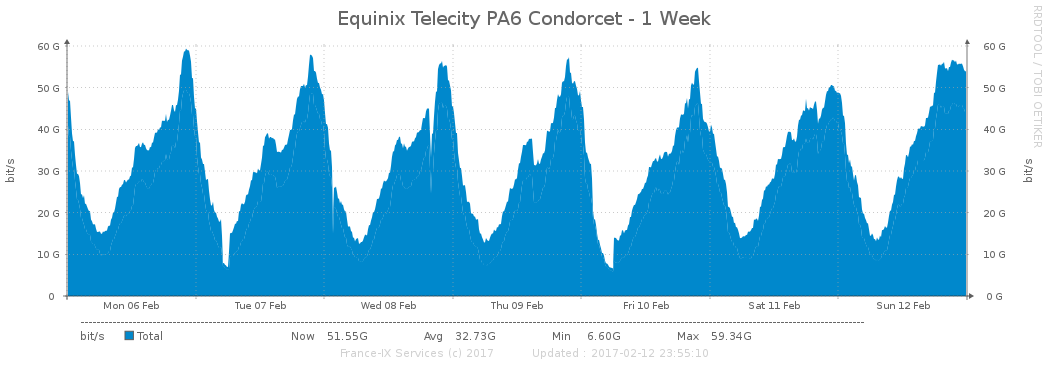 Equinix Telecity PA6 Condorcet - 1 Week
RRDTOOL / TOBI OETIKER
bit/s
60 G
50 G
40 G
30 G
20 G
10 G
0
60 G
50 G
40 G
30 G
20 G
10 G
0 G
bit/s
Mon 06 Feb Tue 07 Feb Wed 08 Feb Thu 09 Feb Fri 10 Feb Sat 11 Feb Sun 12 Feb
bit/s Total Now 51.55G Avg 32.73G Min 6.60G Max 59.34G
France-IX Services (c) 2017 Updated : 2017-02-12 23:55:10